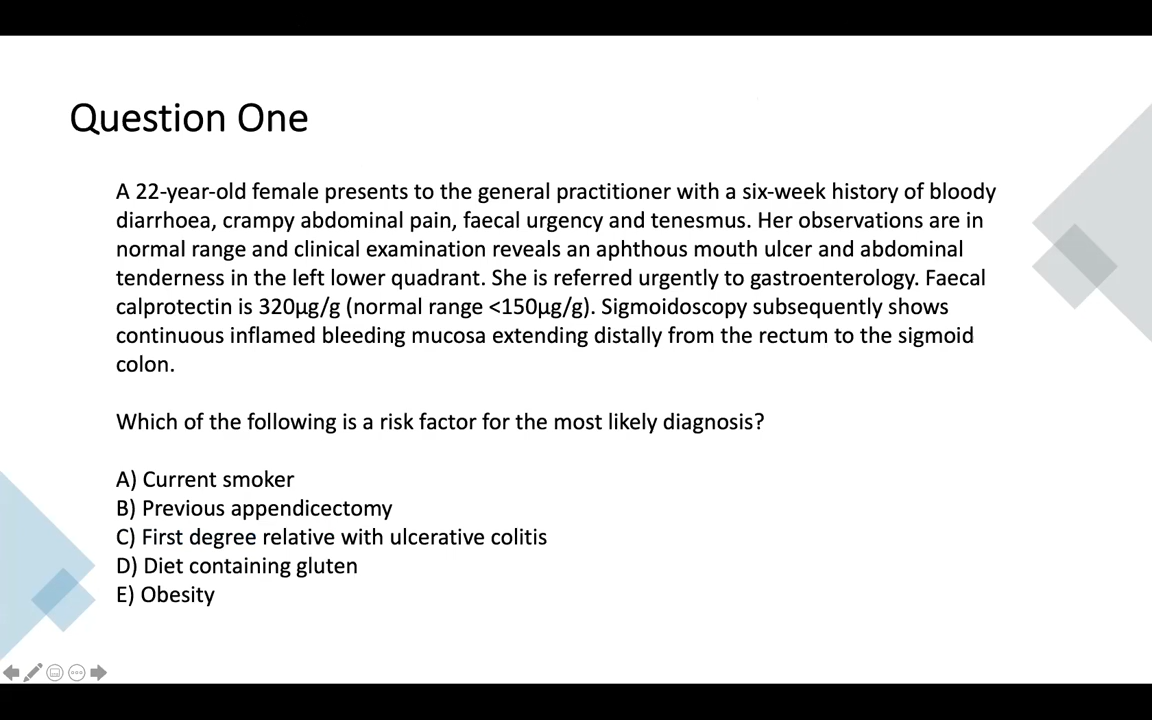 Question One
A 22-year-old female presents to the general practitioner with a six-week history of bloody
diarrhoea, crampy abdominal pain, faecal urgency and tenesmus. Her observations are in
normal range and clinical examination reveals an aphthous mouth ulcer and abdominal
tenderness in the left lower quadrant. She is referred urgently to gastroenterology. Faecal
calprotectin is 320µg/g (normal range <150µg/g). Sigmoidoscopy subsequently shows
continuous inflamed bleeding mucosa extending distally from the rectum to the sigmoid
colon.
Which of the following is a risk factor for the most likely diagnosis?
A) Current smoker
B) Previous appendicectomy
C) First degree relative with ulcerative colitis
D) Diet containing gluten
E) Obesity